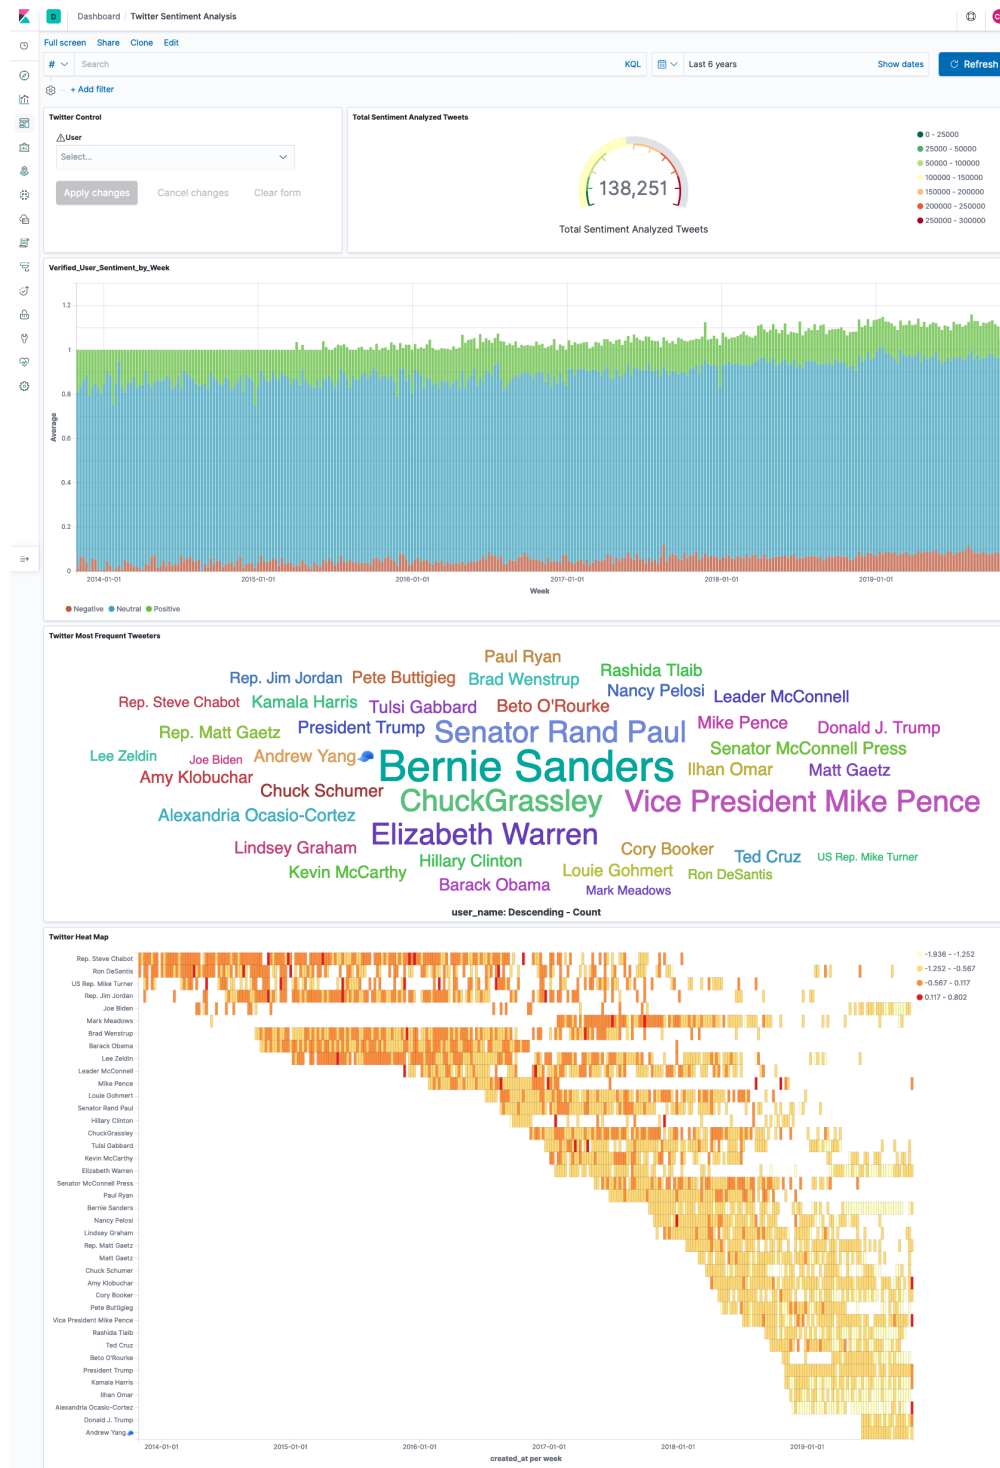 D Dashboard / Twitter Sentiment Analysis
Full screen Share Clone Edit
# Search KQL Last 6 years Show dates Refresh
+ Add filter
Twitter Control
User
Select...
Apply changes Cancel changes Clear form
Total Sentiment Analyzed Tweets
138,251
Total Sentiment Analyzed Tweets
0 - 25000
25000 - 50000
50000 - 100000
100000 - 150000
150000 - 200000
200000 - 250000
250000 - 300000
Verified_User_Sentiment_by_Week
1.2
1
0.8
0.6
0.4
0.2
0
Average
2014-01-01 2015-01-01 2016-01-01 2017-01-01 2018-01-01 2019-01-01
Week
Negative Neutral Positive
Twitter Most Frequent Tweeters
Paul Ryan
Rep. Jim Jordan Pete Buttigieg Brad Wenstrup Rashida Tlaib
Rep. Steve Chabot Kamala Harris Tulsi Gabbard Beto O'Rourke Nancy Pelosi Leader McConnell
Rep. Matt Gaetz President Trump Senator Rand Paul Mike Pence Donald J. Trump
Lee Zeldin Joe Biden Andrew Yang Bernie Sanders Senator McConnell Press
Amy Klobuchar Chuck Schumer Ilhan Omar Matt Gaetz
Alexandria Ocasio-Cortez ChuckGrassley Vice President Mike Pence
Elizabeth Warren
Lindsey Graham Hillary Clinton Cory Booker Ted Cruz US Rep. Mike Turner
Kevin McCarthy Barack Obama Louie Gohmert Ron DeSantis
Mark Meadows
user_name: Descending - Count
Twitter Heat Map
Rep. Steve Chabot
Ron DeSantis
US Rep. Mike Turner
Rep. Jim Jordan
Joe Biden
Mark Meadows
Brad Wenstrup
Barack Obama
Lee Zeldin
Leader McConnell
Mike Pence
Louie Gohmert
Senator Rand Paul
Hillary Clinton
ChuckGrassley
Tulsi Gabbard
Kevin McCarthy
Elizabeth Warren
Senator McConnell Press
Paul Ryan
Bernie Sanders
Nancy Pelosi
Lindsey Graham
Rep. Matt Gaetz
Matt Gaetz
Chuck Schumer
Amy Klobuchar
Cory Booker
Pete Buttigieg
Vice President Mike Pence
Rashida Tlaib
Ted Cruz
Beto O'Rourke
President Trump
Kamala Harris
Ilhan Omar
Alexandria Ocasio-Cortez
Donald J. Trump
Andrew Yang
-1.936 - -1.252
-1.252 - -0.567
-0.567 - 0.117
0.117 - 0.802
2014-01-01 2015-01-01 2016-01-01 2017-01-01 2018-01-01 2019-01-01
created_at per week